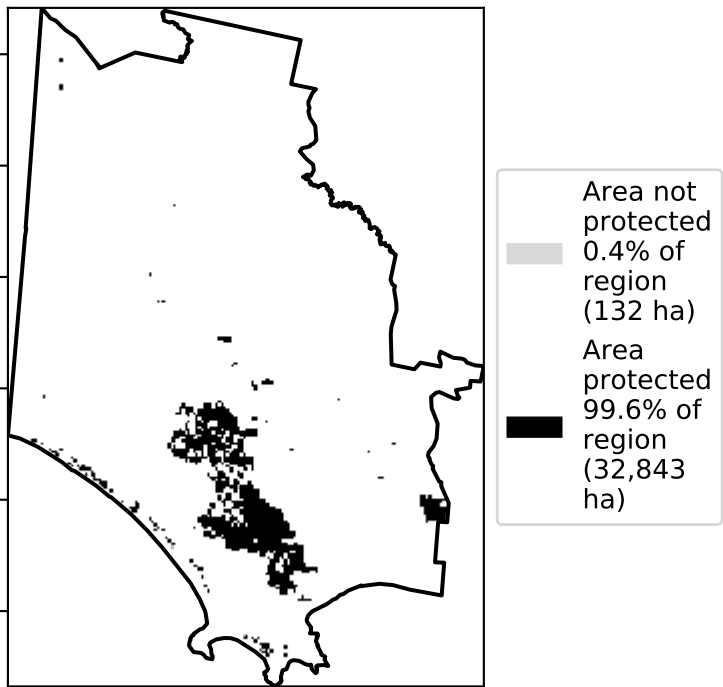 Area not
protected
0.4% of
region
(132 ha)
Area
protected
99.6% of
region
(32,843
ha)